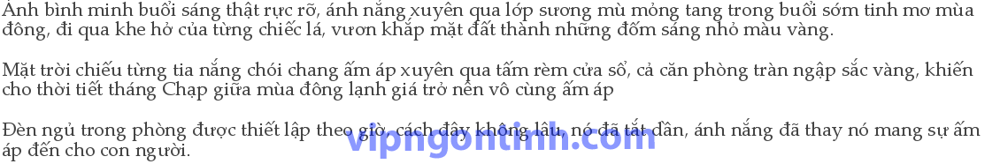 Ánh bình minh buổi sáng thật rực rỡ, ánh nắng xuyên qua lớp sương mù mỏng tang trong buổi sớm tinh mơ mùa
đông, đi qua khe hở của từng chiếc lá, vươn khắp mặt đất thành những đốm sáng nhỏ màu vàng.
Mặt trời chiếu từng tia nắng chói chang ấm áp xuyên qua tấm rèm cửa sổ, cả căn phòng tràn ngập sắc vàng, khiến
cho thời tiết tháng Chạp giữa mùa đông lạnh giá trở nên vô cùng ấm áp
Đèn ngủ trong phòng được thiết lập theo giờ, cách đây không lâu, nó đã tắt dần, ánh nắng đã thay nó mang sự ấm
áp đến cho con người.
vipngontinh.com